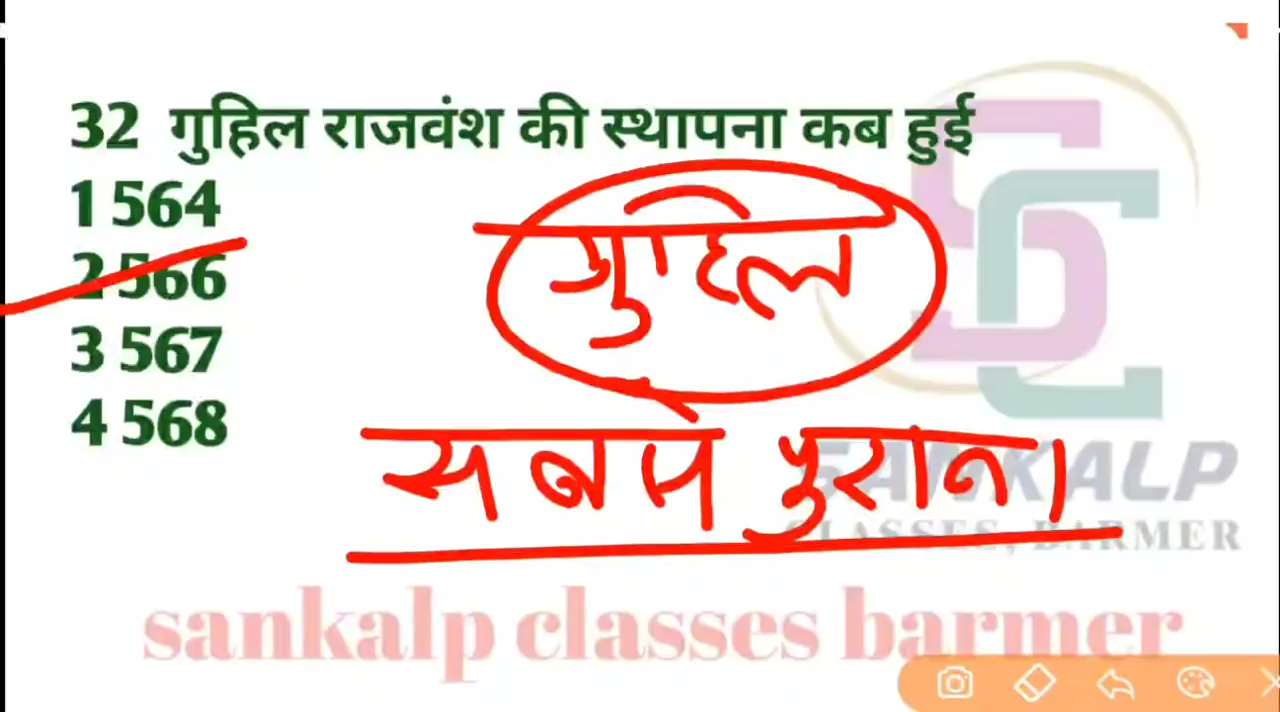 32 गुहिल राजवंश की स्थापना कब हुई
1 564
2 566
3 567
4 568
गुहिल
सबसे पुराना
SANKALP
CLASSES, BARMER
sankalp classes barmer